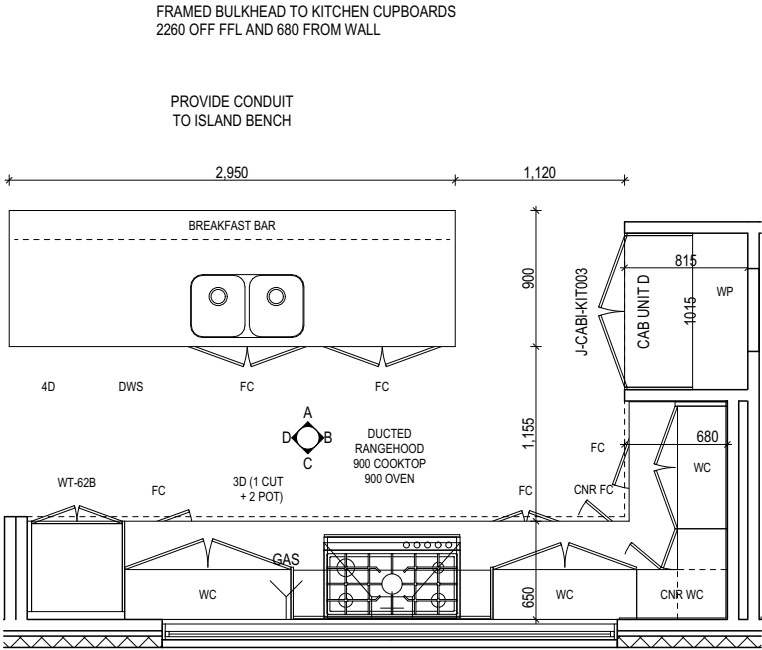 FRAMED BULKHEAD TO KITCHEN CUPBOARDS
2260 OFF FFL AND 680 FROM WALL
PROVIDE CONDUIT
TO ISLAND BENCH
2,950
1,120
BREAKFAST BAR
900
J-CABI-KIT003
CAB UNIT D
815
1015
WP
4D
DWS
FC
FC
A
D
B
C
DUCTED
RANGEHOOD
900 COOKTOP
900 OVEN
1,155
680
FC
WC
WT-62B
FC
3D (1 CUT
+ 2 POT)
FC
CNR FC
GAS
WC
WC
650
CNR WC